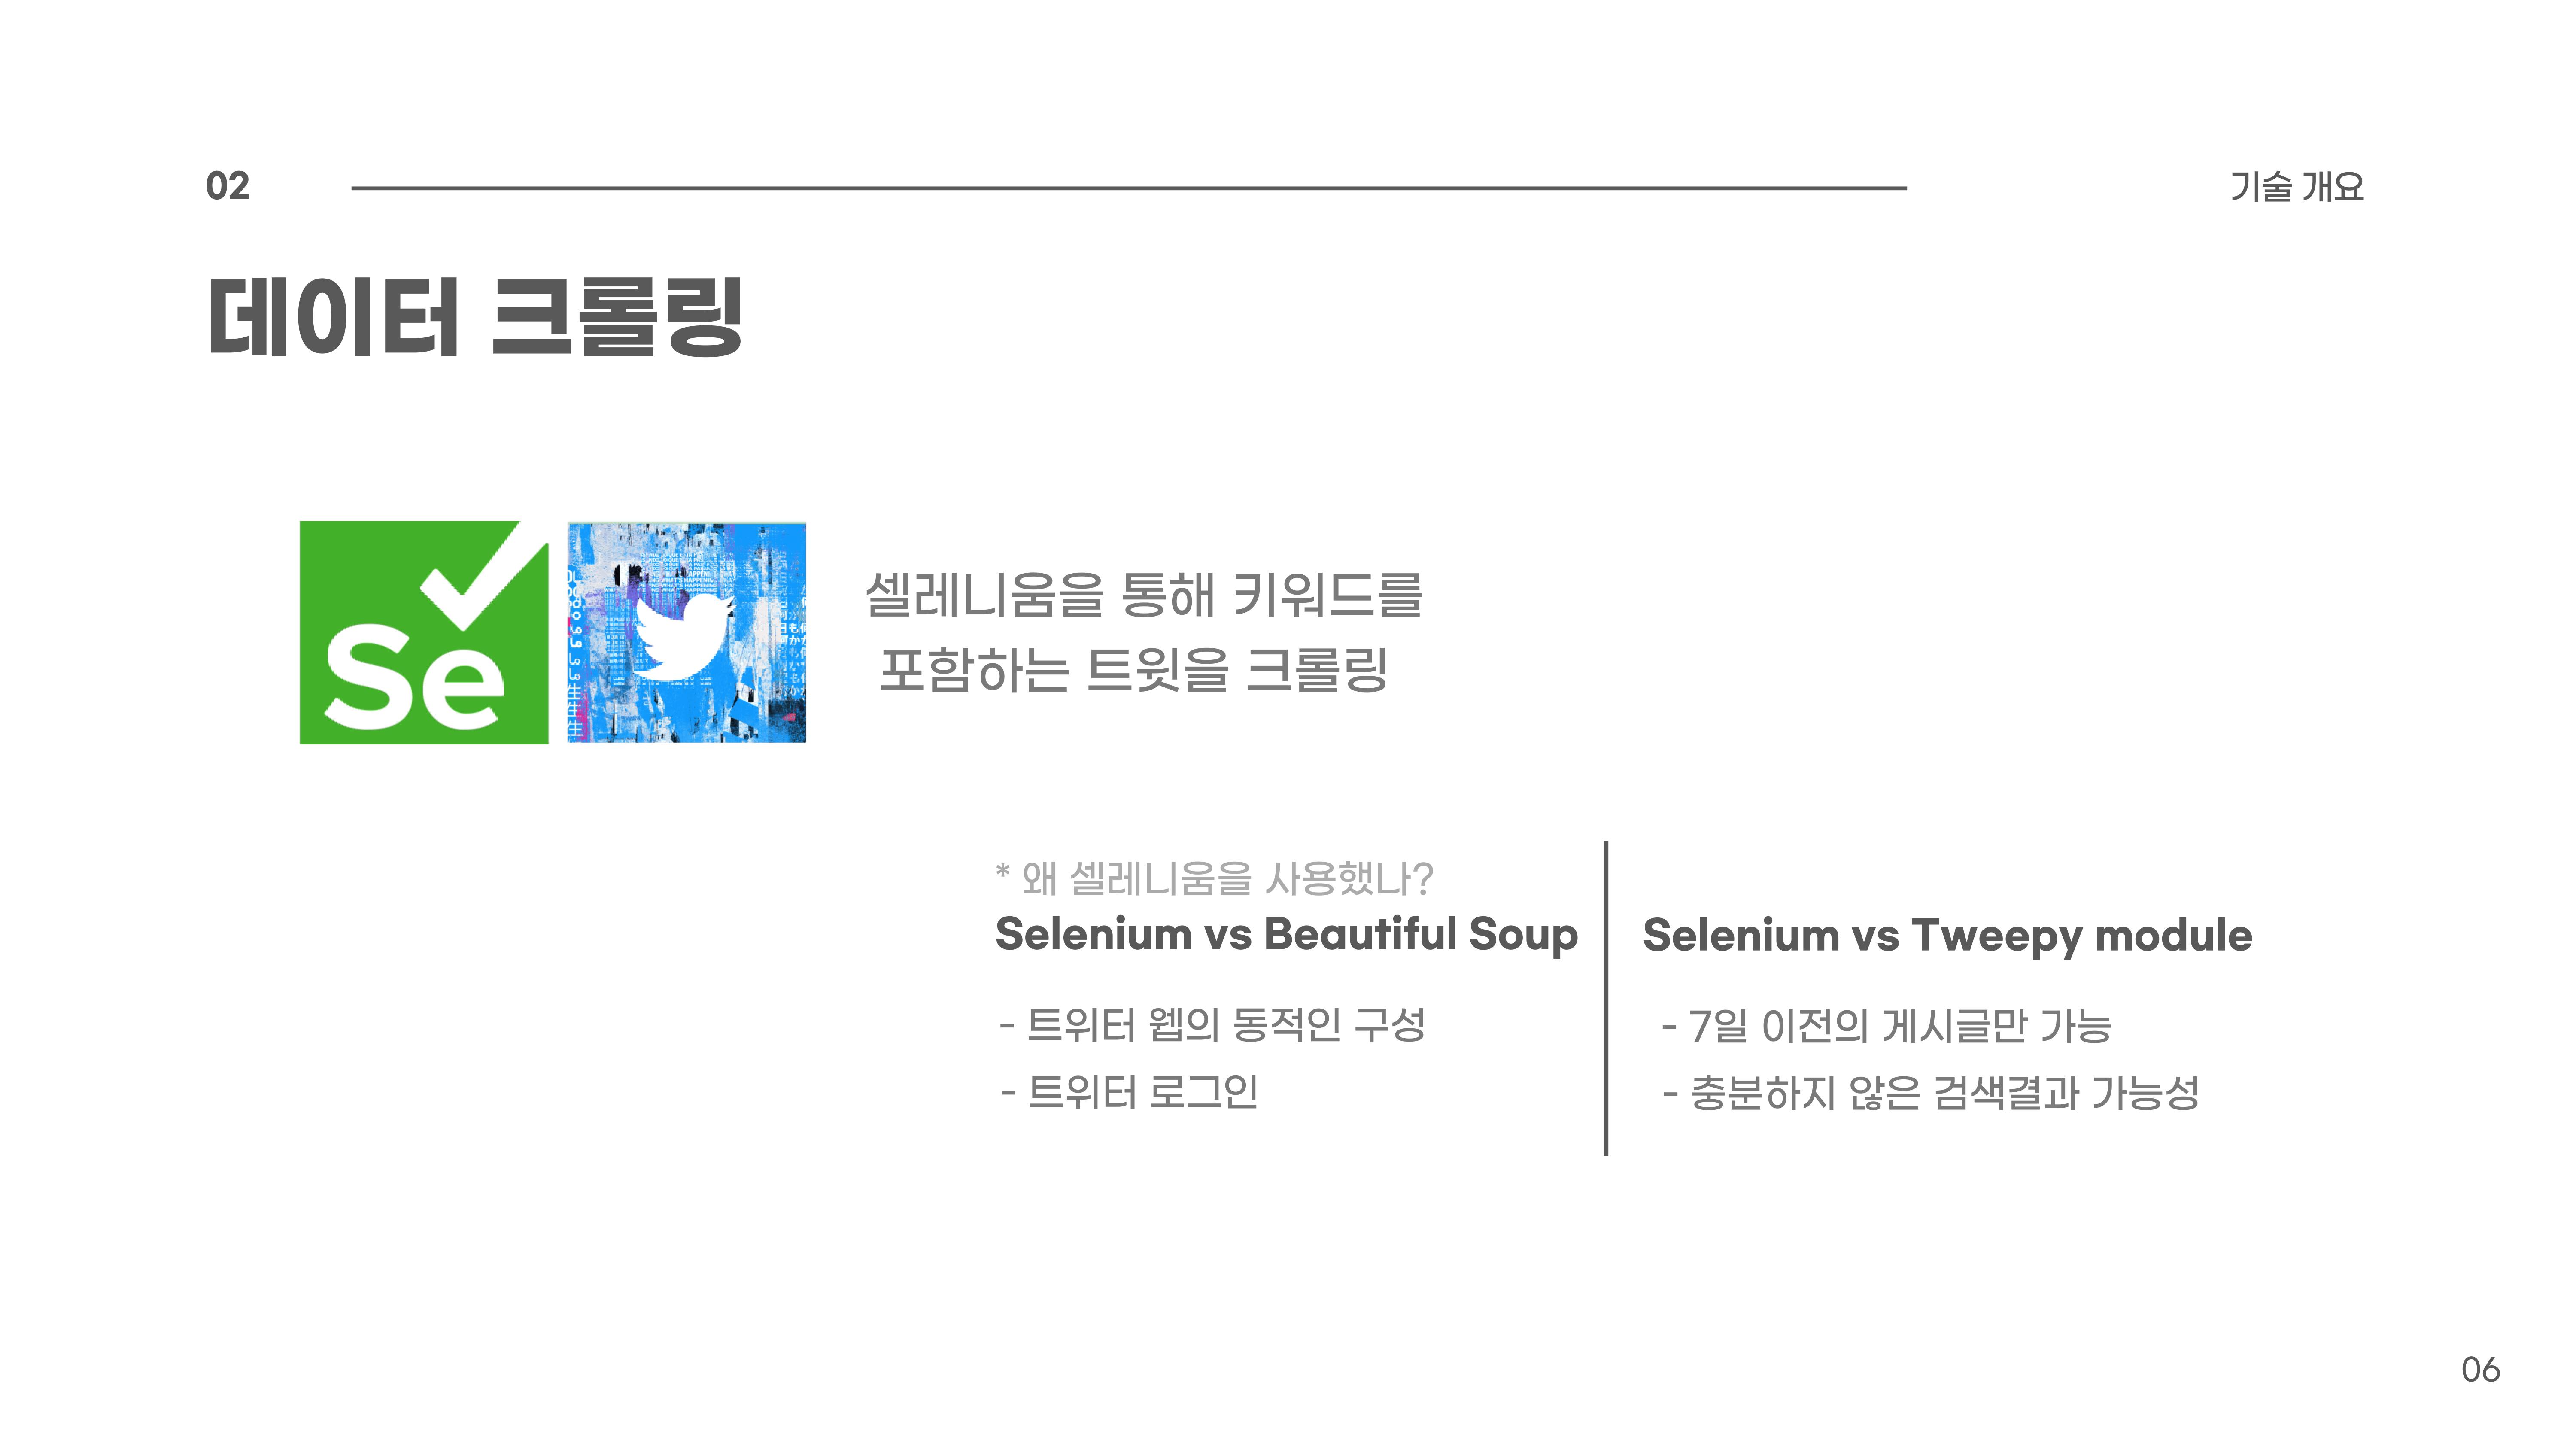 02
기술 개요
데이터 크롤링
Se
셀레니움을 통해 키워드를
포함하는 트윗을 크롤링
* 왜 셀레니움을 사용했나?
Selenium vs Beautiful Soup
- 트위터 웹의 동적인 구성
- 트위터 로그인
Selenium vs Tweepy module
- 7일 이전의 게시글만 가능
- 충분하지 않은 검색결과 가능성
06